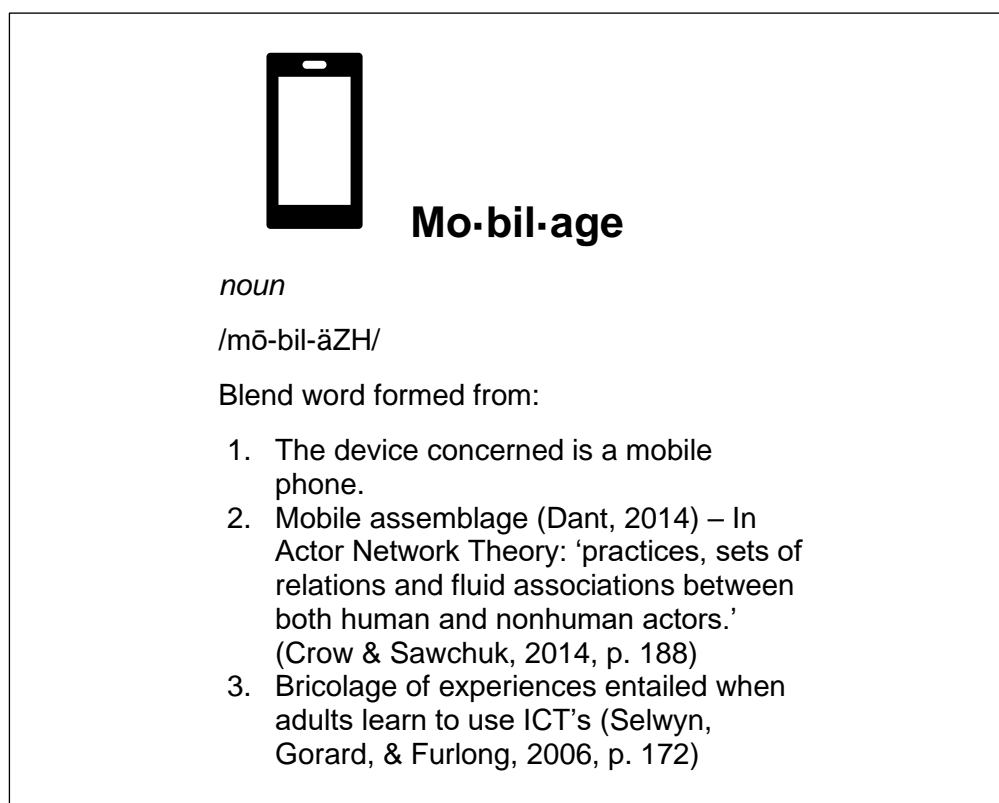 Mo·bil·age
noun
/mō-bil-äZH/
Blend word formed from:
1. The device concerned is a mobile
phone.
2. Mobile assemblage (Dant, 2014) – In
Actor Network Theory: ‘practices, sets of
relations and fluid associations between
both human and nonhuman actors.’
(Crow & Sawchuk, 2014, p. 188)
3. Bricolage of experiences entailed when
adults learn to use ICT’s (Selwyn,
Gorard, & Furlong, 2006, p. 172)